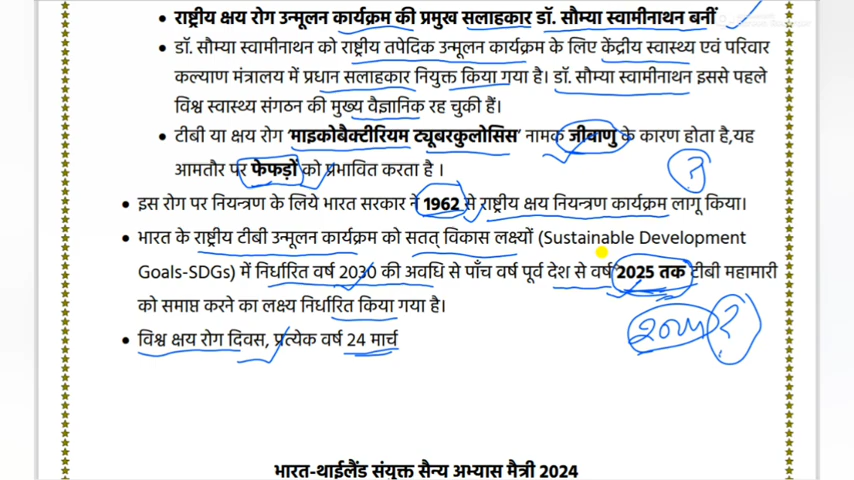 राष्ट्रीय क्षय रोग उन्मूलन कार्यक्रम की प्रमुख सलाहकार डॉ. सौम्या स्वामीनाथन बनीं
डॉ. सौम्या स्वामीनाथन को राष्ट्रीय तपेदिक उन्मूलन कार्यक्रम के लिए केंद्रीय स्वास्थ्य एवं परिवार
कल्याण मंत्रालय में प्रधान सलाहकार नियुक्त किया गया है। डॉ. सौम्या स्वामीनाथन इससे पहले
विश्व स्वास्थ्य संगठन की मुख्य वैज्ञानिक रह चुकी हैं।
टीबी या क्षय रोग 'माइकोबैक्टीरियम ट्यूबरकुलोसिस' नामक जीवाणु के कारण होता है,यह
आमतौर पर फेफड़ों को प्रभावित करता है ।
इस रोग पर नियन्त्रण के लिये भारत सरकार ने 1962 से राष्ट्रीय क्षय नियन्त्रण कार्यक्रम लागू किया।
भारत के राष्ट्रीय टीबी उन्मूलन कार्यक्रम को सतत् विकास लक्ष्यों (Sustainable Development
Goals-SDGs) में निर्धारित वर्ष 2030 की अवधि से पाँच वर्ष पूर्व देश से वर्ष 2025 तक टीबी महामारी
को समाप्त करने का लक्ष्य निर्धारित किया गया है।
विश्व क्षय रोग दिवस, प्रत्येक वर्ष 24 मार्च
भारत-थाईलैंड संयुक्त सैन्य अभ्यास मैत्री 2024